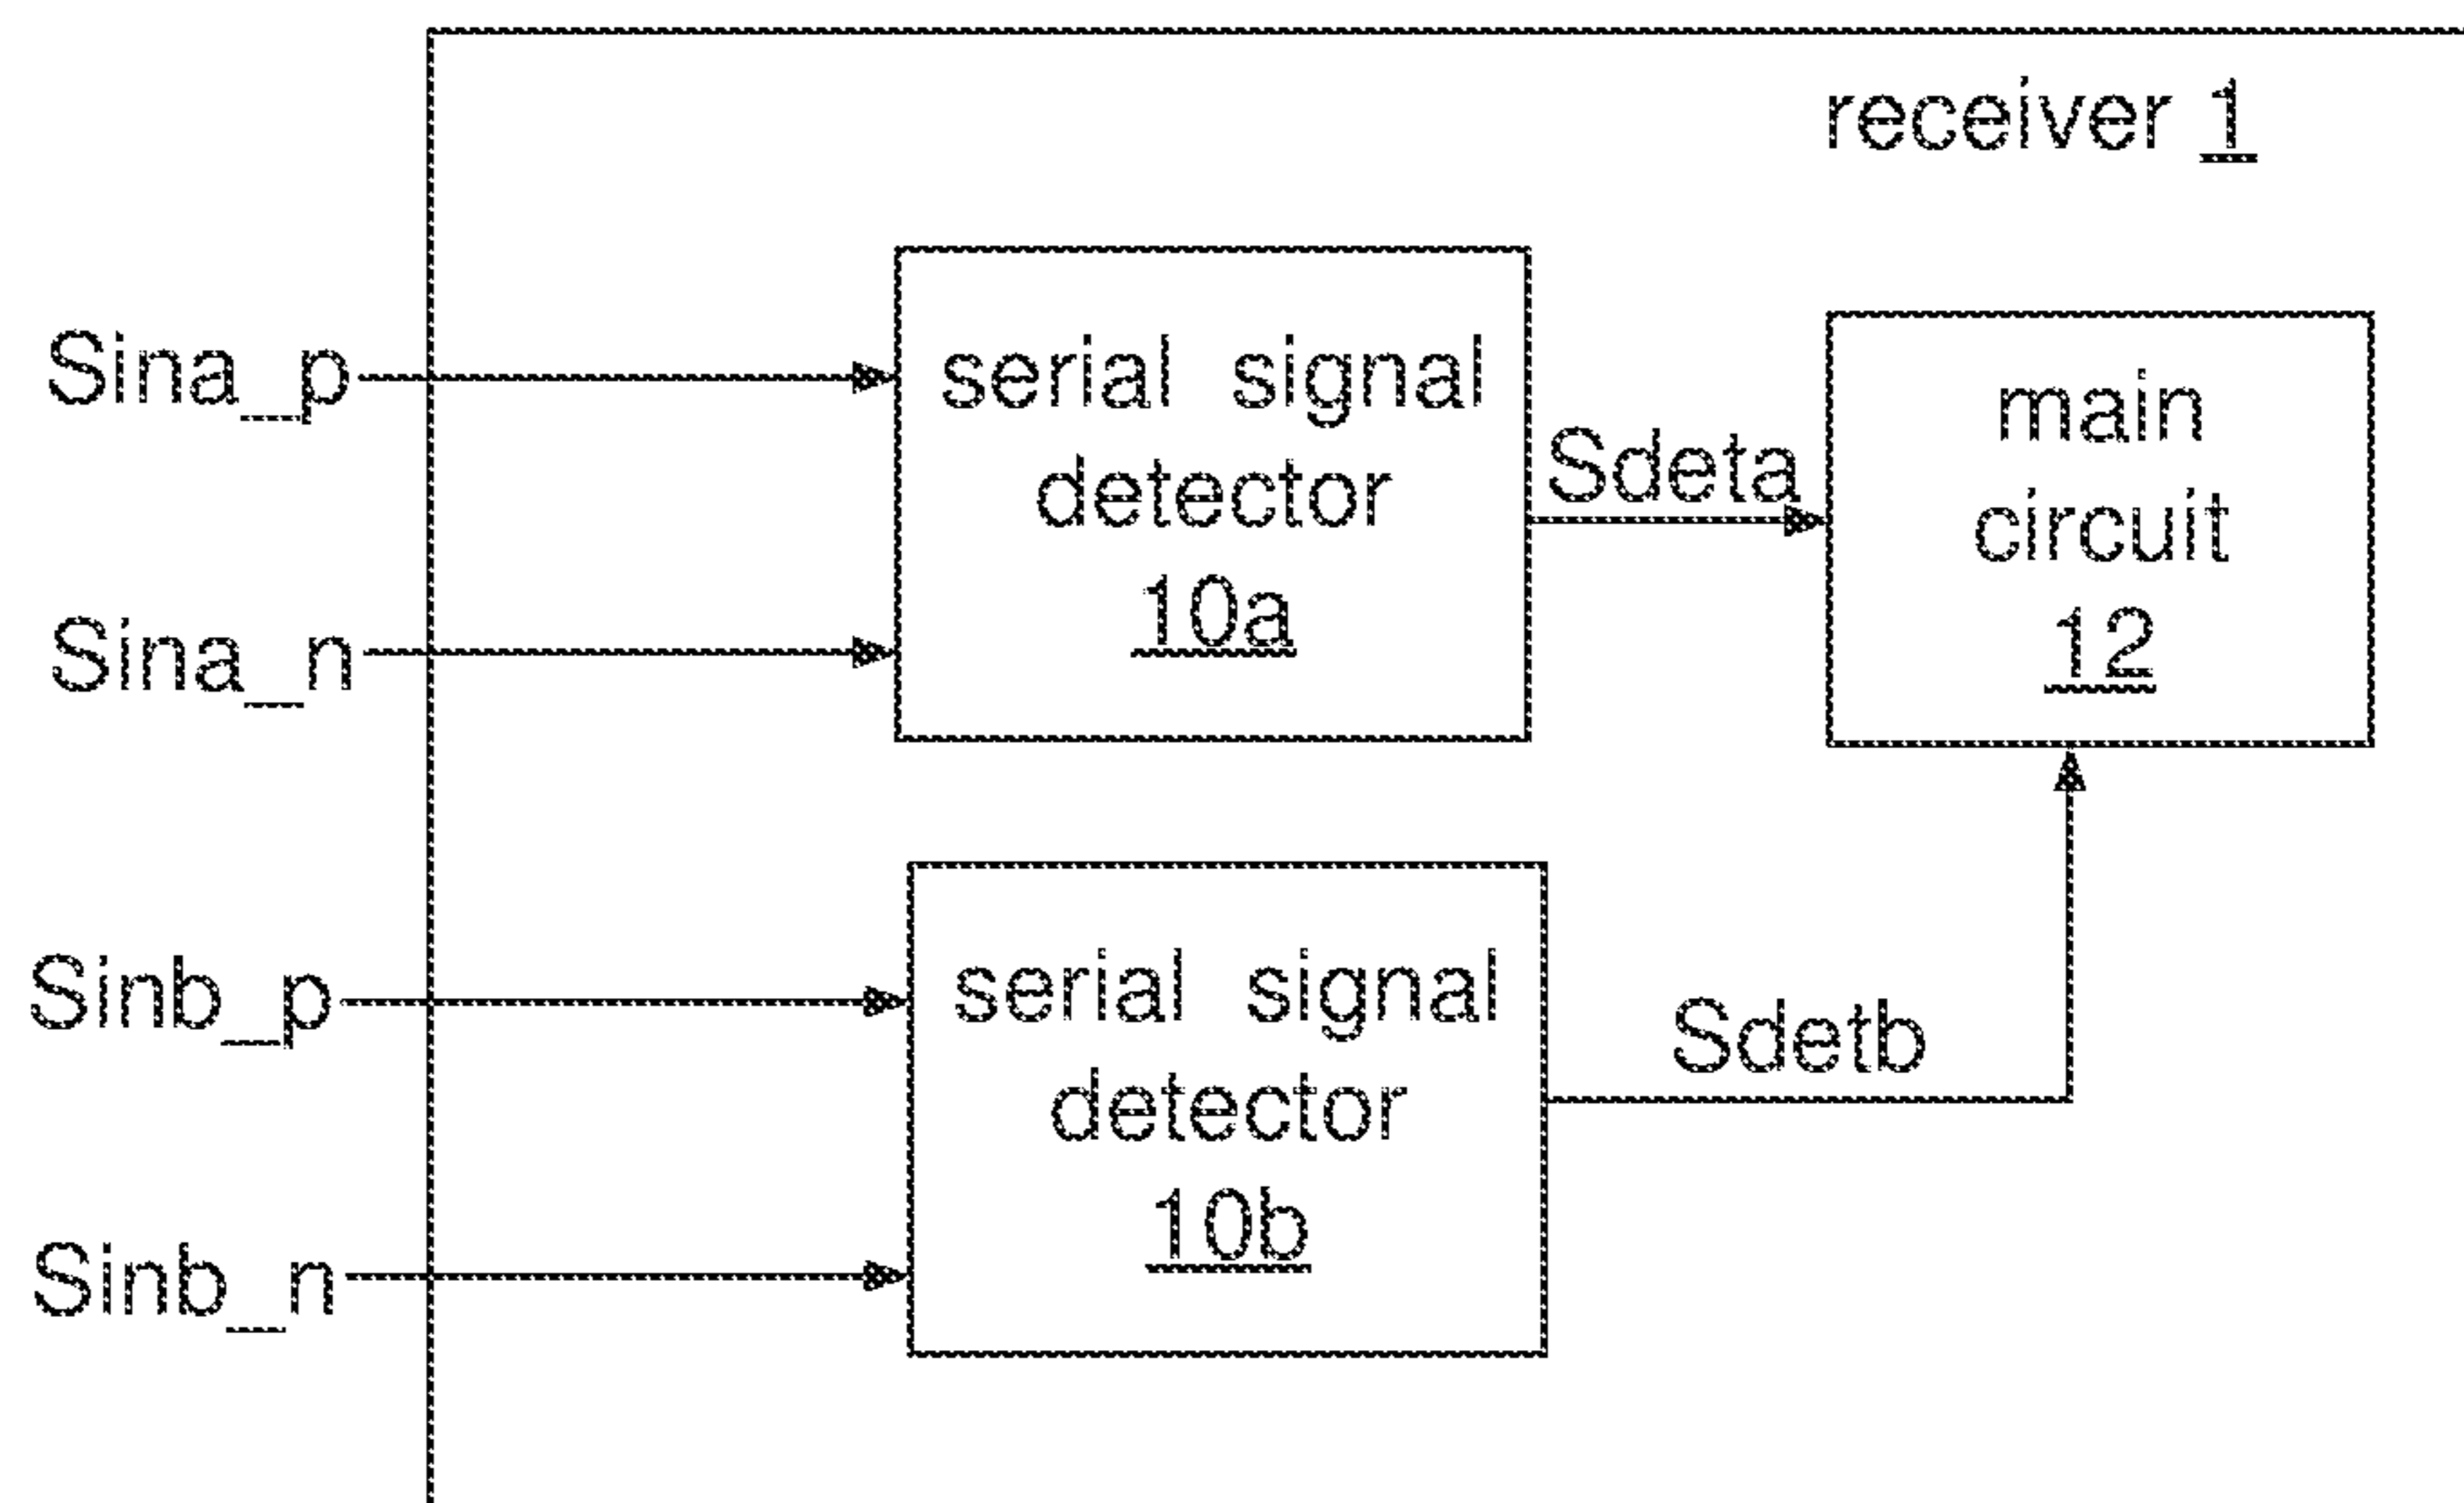 receiver 1
Sina_p
serial signal
detector
10a
Sdeta
main
circuit
12
Sina_n
Sinb_p
serial signal
detector
10b
Sdetb
Sinb_n